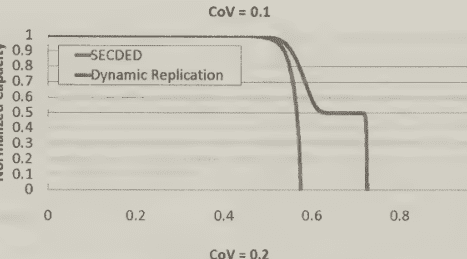 CoV = 0.1
Normalized Capacity
1
0.9
0.8
0.7
0.6
0.5
0.4
0.3
0.2
0.1
0
SECDED
Dynamic Replication
0 0.2 0.4 0.6 0.8
CoV = 0.2